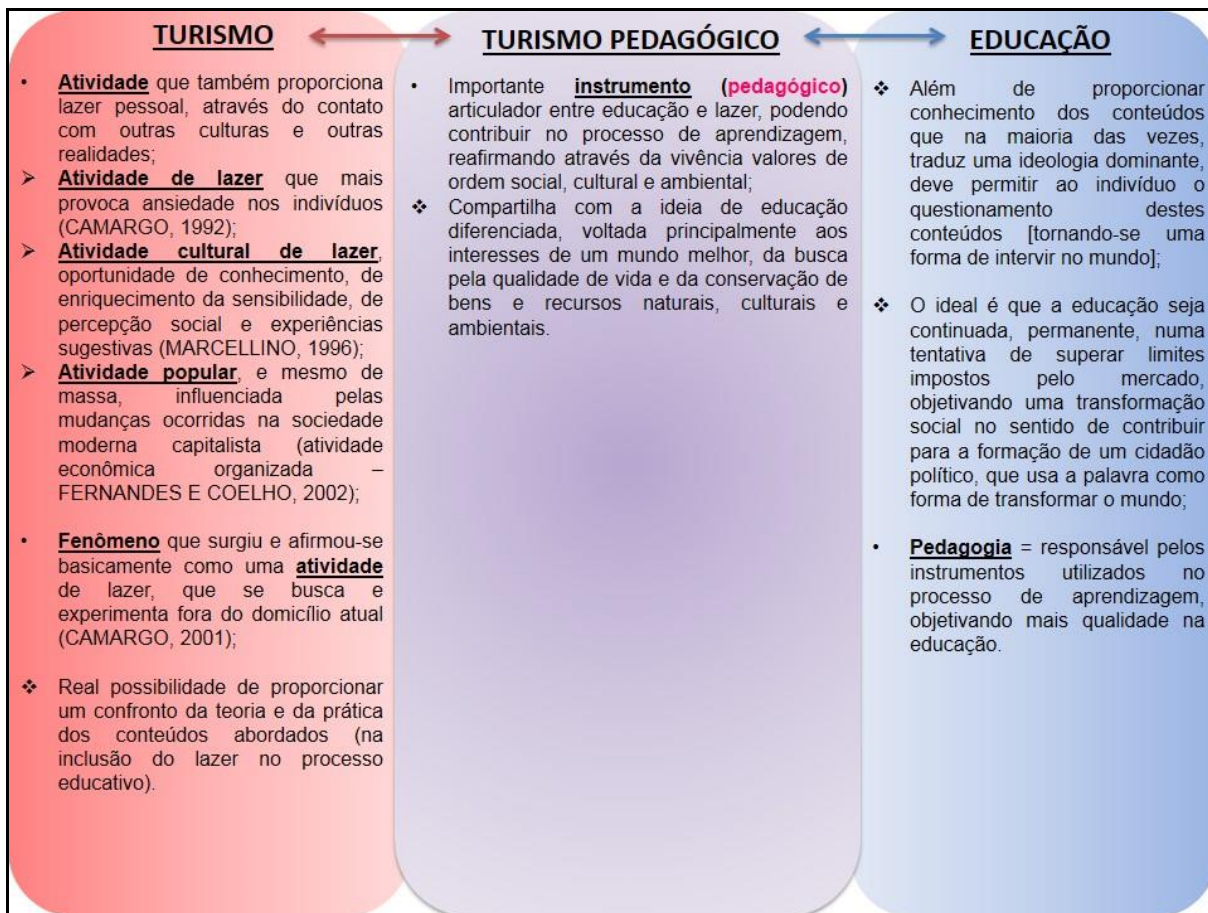 TURISMO
• Atividade que também proporciona
lazer pessoal, através do contato
com outras culturas e outras
realidades;
➢ Atividade de lazer que mais
provoca ansiedade nos indivíduos
(CAMARGO, 1992);
➢ Atividade cultural de lazer,
oportunidade de conhecimento, de
enriquecimento da sensibilidade, de
percepção social e experiências
sugestivas (MARCELLINO, 1996);
➢ Atividade popular, e mesmo de
massa, influenciada pelas
mudanças ocorridas na sociedade
moderna capitalista (atividade
econômica organizada –
FERNANDES E COELHO, 2002);
• Fenômeno que surgiu e afirmou-se
basicamente como uma atividade
de lazer, que se busca e
experimenta fora do domicílio atual
(CAMARGO, 2001);
❖ Real possibilidade de proporcionar
um confronto da teoria e da prática
dos conteúdos abordados (na
inclusão do lazer no processo
educativo).
TURISMO PEDAGÓGICO
• Importante instrumento (pedagógico)
articulador entre educação e lazer, podendo
contribuir no processo de aprendizagem,
reafirmando através da vivência valores de
ordem social, cultural e ambiental;
❖ Compartilha com a ideia de educação
diferenciada, voltada principalmente aos
interesses de um mundo melhor, da busca
pela qualidade de vida e da conservação de
bens e recursos naturais, culturais e
ambientais.
EDUCAÇÃO
❖ Além de proporcionar
conhecimento dos conteúdos
que na maioria das vezes,
traduz uma ideologia dominante,
deve permitir ao indivíduo o
questionamento destes
conteúdos [tornando-se uma
forma de intervir no mundo];
❖ O ideal é que a educação seja
continuada, permanente, numa
tentativa de superar limites
impostos pelo mercado,
objetivando uma transformação
social no sentido de contribuir
para a formação de um cidadão
político, que usa a palavra como
forma de transformar o mundo;
• Pedagogia = responsável pelos
instrumentos utilizados no
processo de aprendizagem,
objetivando mais qualidade na
educação.